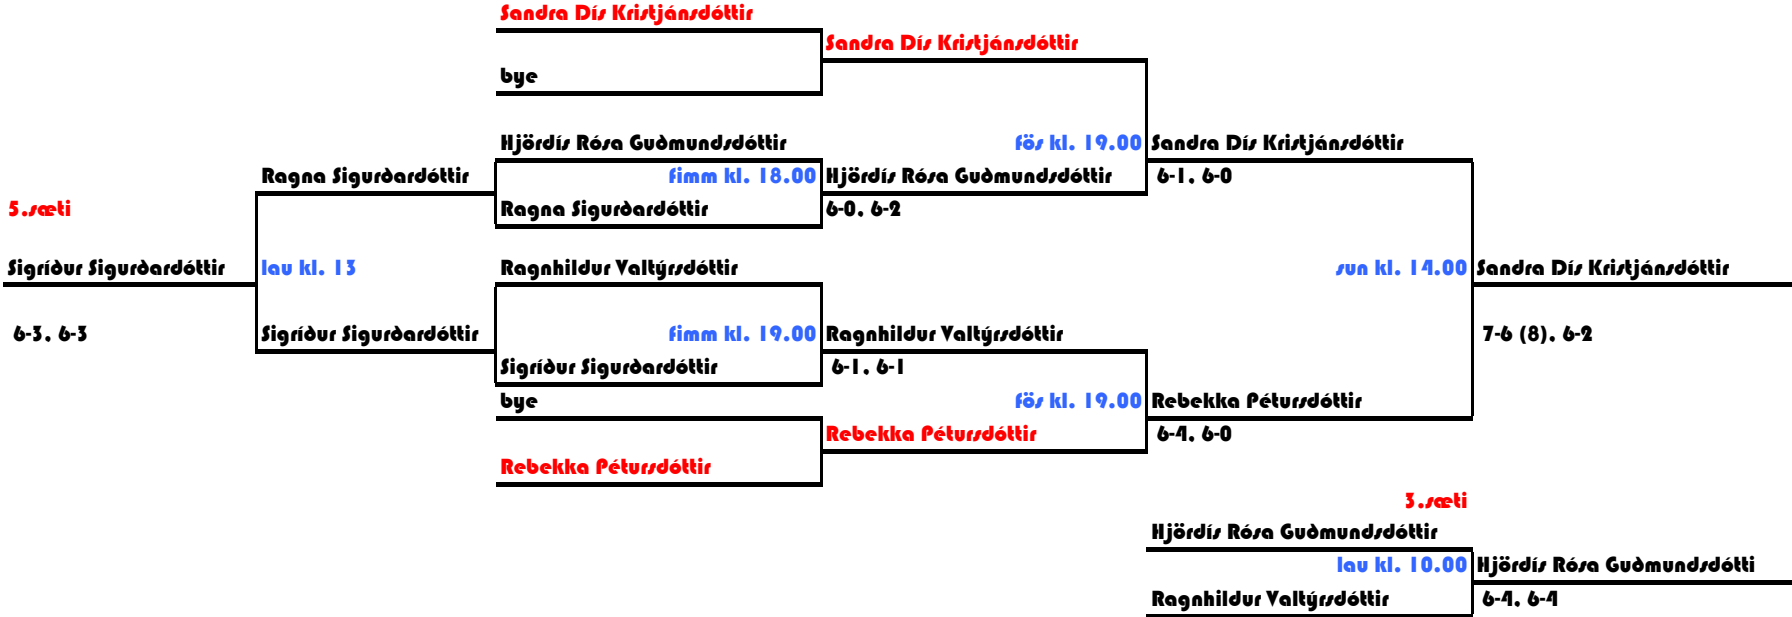 Sandra Dís Kristjánsdóttir
Sandra Dís Kristjánsdóttir
bye
Hjördís Rósa Guðmundsdóttir
fös kl. 19.00 Sandra Dís Kristjánsdóttir
Ragna Sigurðardóttir
fimm kl. 18.00 Hjördís Rósa Guðmundsdóttir
6-1, 6-0
5.sæti
Ragna Sigurðardóttir
6-0, 6-2
Sigríður Sigurðardóttir
lau kl. 13
Ragnhildur Valtýrsdóttir
sun kl. 14.00 Sandra Dís Kristjánsdóttir
6-3, 6-3
Sigríður Sigurðardóttir
fimm kl. 19.00 Ragnhildur Valtýrsdóttir
7-6 (8), 6-2
Sigríður Sigurðardóttir
6-1, 6-1
bye
fös kl. 19.00 Rebekka Pétursdóttir
Rebekka Pétursdóttir
6-4, 6-0
Rebekka Pétursdóttir
3.sæti
Hjördís Rósa Guðmundsdóttir
lau kl. 10.00 Hjördís Rósa Guðmundsdótti
Ragnhildur Valtýrsdóttir
6-4, 6-4